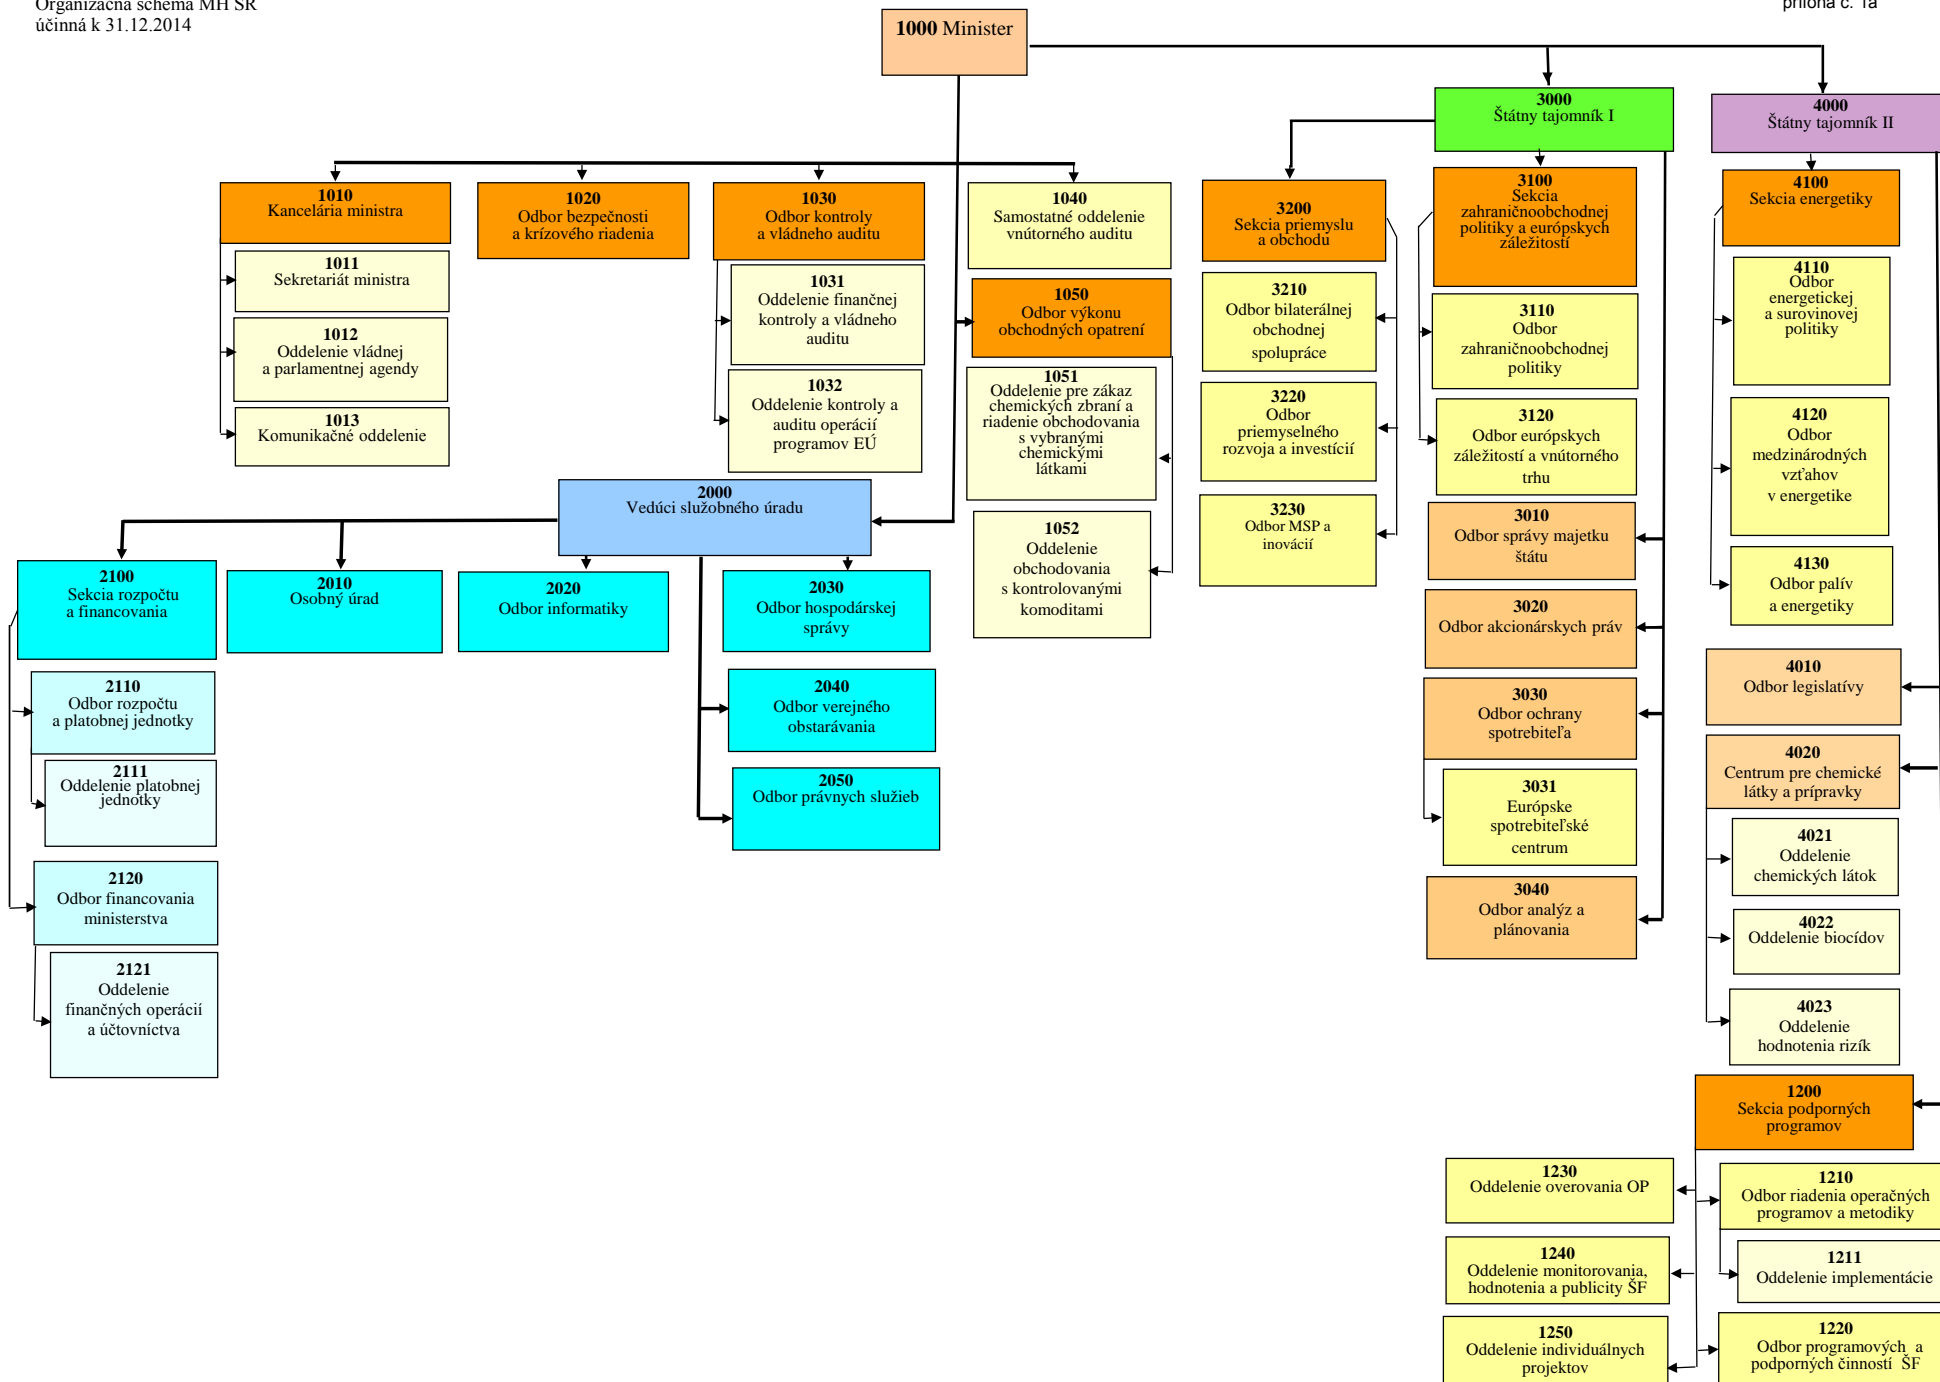 Organizačná schéma MH SR
účinná k 31.12.2014
príloha č. 1a
1000 Minister
3000
Štátny tajomník I
4000
Štátny tajomník II
1010
Kancelária ministra
1011
Sekretariát ministra
1012
Oddelenie vládnej
a parlamentnej agendy
1013
Komunikačné oddelenie
1020
Odbor bezpečnosti
a krízového riadenia
1030
Odbor kontroly
a vládneho auditu
1031
Oddelenie finančnej
kontroly a vládneho
auditu
1032
Oddelenie kontroly a
auditu operácií
programov EÚ
1040
Samostatné oddelenie
vnútorného auditu
1050
Odbor výkonu
obchodných opatrení
1051
Oddelenie pre zákaz
chemických zbraní a
riadenie obchodovania
s vybranými
chemickými
látkami
1052
Oddelenie
obchodovania
s kontrolovanými
komoditami
2000
Vedúci služobného úradu
2100
Sekcia rozpočtu
a financovania
2110
Odbor rozpočtu
a platobnej jednotky
2111
Oddelenie platobnej
jednotky
2120
Odbor financovania
ministerstva
2121
Oddelenie
finančných operácií
a účtovníctva
2010
Osobný úrad
2020
Odbor informatiky
2030
Odbor hospodárskej
správy
2040
Odbor verejného
obstarávania
2050
Odbor právnych služieb
3200
Sekcia priemyslu
a obchodu
3210
Odbor bilaterálnej
obchodnej
spolupráce
3220
Odbor
priemyselného
rozvoja a investícií
3230
Odbor MSP a
inovácií
3100
Sekcia
zahraničnoobchodnej
politiky a európskych
záležitostí
3110
Odbor
zahraničnoobchodnej
politiky
3120
Odbor európskych
záležitostí a vnútorného
trhu
3010
Odbor správy majetku
štátu
3020
Odbor akcionárskych práv
3030
Odbor ochrany
spotrebiteľa
3031
Európske
spotrebiteľské
centrum
3040
Odbor analýz a
plánovania
4100
Sekcia energetiky
4110
Odbor
energetickej
a surovinovej
politiky
4120
Odbor
medzinárodných
vzťahov
v energetike
4130
Odbor palív
a energetiky
4010
Odbor legislatívy
4020
Centrum pre chemické
látky a prípravky
4021
Oddelenie
chemických látok
4022
Oddelenie biocídov
4023
Oddelenie
hodnotenia rizík
1200
Sekcia podporných
programov
1230
Oddelenie overovania OP
1240
Oddelenie monitorovania,
hodnotenia a publicity ŠF
1250
Oddelenie individuálnych
projektov
1210
Odbor riadenia operačných
programov a metodiky
1211
Oddelenie implementácie
1220
Odbor programových a
podporných činností ŠF